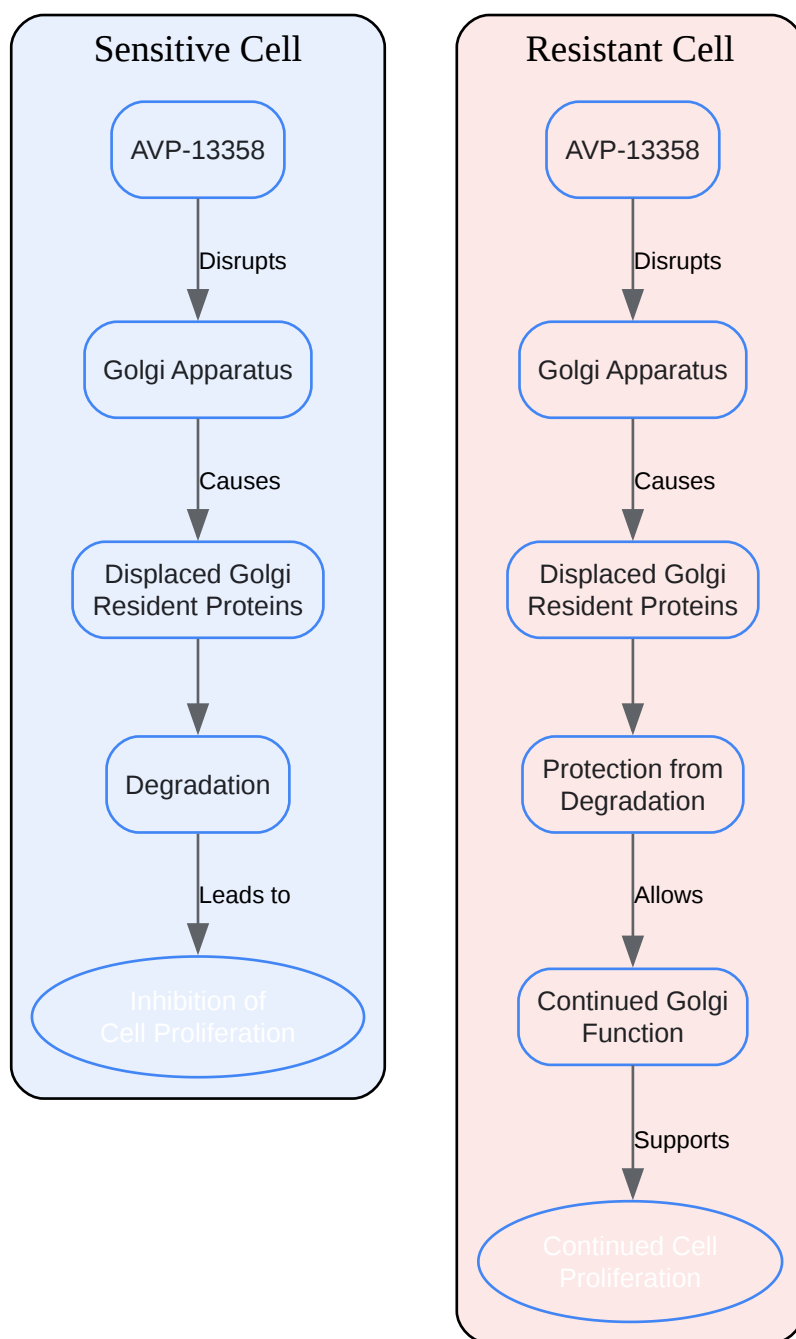 Sensitive Cell
AVP-13358
Disrupts
Golgi Apparatus
Causes
Displaced Golgi
Resident Proteins
Degradation
Leads to
Inhibition of
Cell Proliferation
Resistant Cell
AVP-13358
Disrupts
Golgi Apparatus
Causes
Displaced Golgi
Resident Proteins
Protection from
Degradation
Allows
Continued Golgi
Function
Supports
Continued Cell
Proliferation